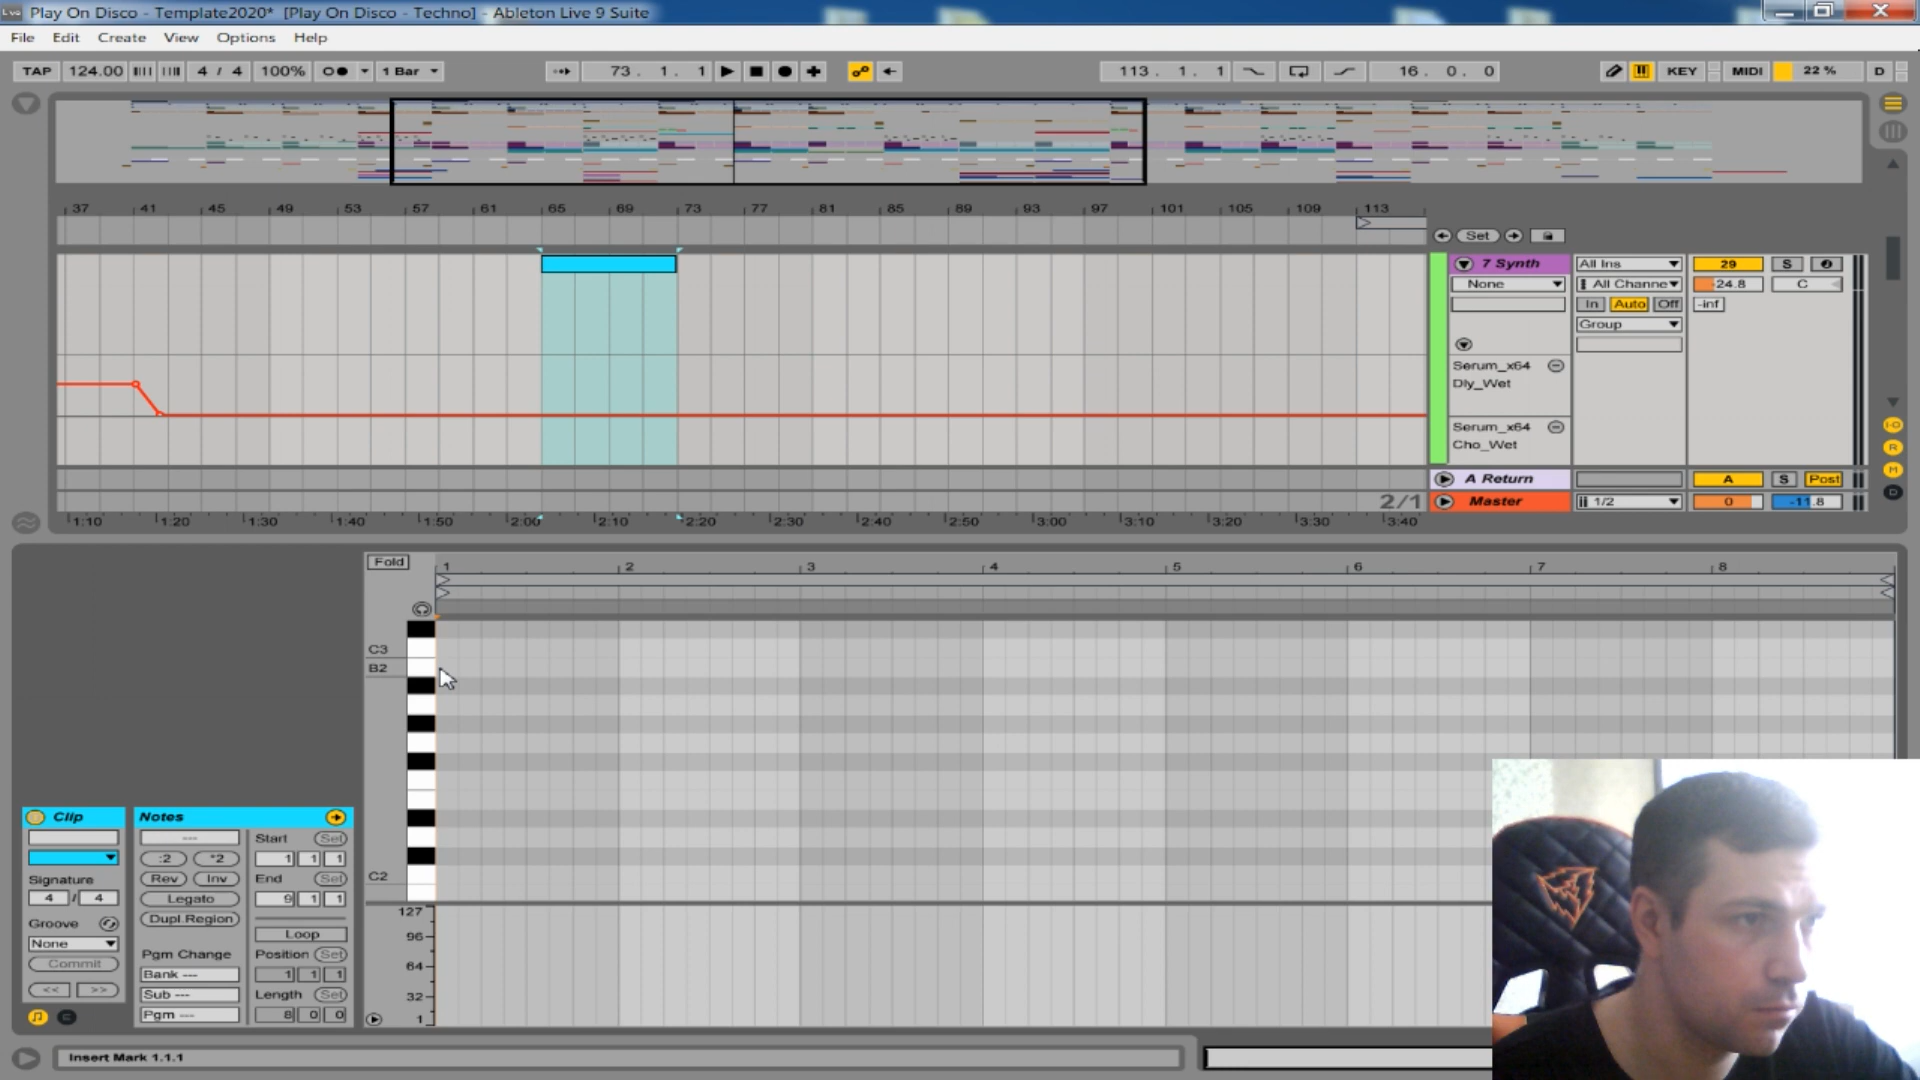 Play On Disco - Template2020* [Play On Disco - Techno] - Ableton Live 9 Suite
File Edit Create View Options Help
TAP 124.00 4 / 4 100% 1 Bar 73. 1. 1 113. 1. 1 16. 0. 0 KEY MIDI 22 % D
37 41 45 49 53 57 61 65 69 73 77 81 85 89 93 97 101 105 109 113
Set
7 Synth All Ins 29 S
None All Channe -24.8 C
In Auto Off -inf
Group
Serum_x64
Dly_Wet
Serum_x64
Cho_Wet
A Return A S Post
2/1 Master 1/2 0 -11.8
1:10 1:20 1:30 1:40 1:50 2:00 2:10 2:20 2:30 2:40 2:50 3:00 3:10 3:20 3:30 3:40
I·O
R
M
D
Fold 1 2 3 4 5 6 7 8
C3
B2
C2
127
96
64
32
1
Clip Notes
--- Start Set
:2 *2 1 1 1
Signature Rev Inv End Set
4 / 4 Legato 9 1 1
Groove Dupl.Region
None Loop
Commit Pgm Change Position Set
<< >> Bank --- 1 1 1
Sub --- Length Set
Pgm --- 8 0 0
Insert Mark 1.1.1